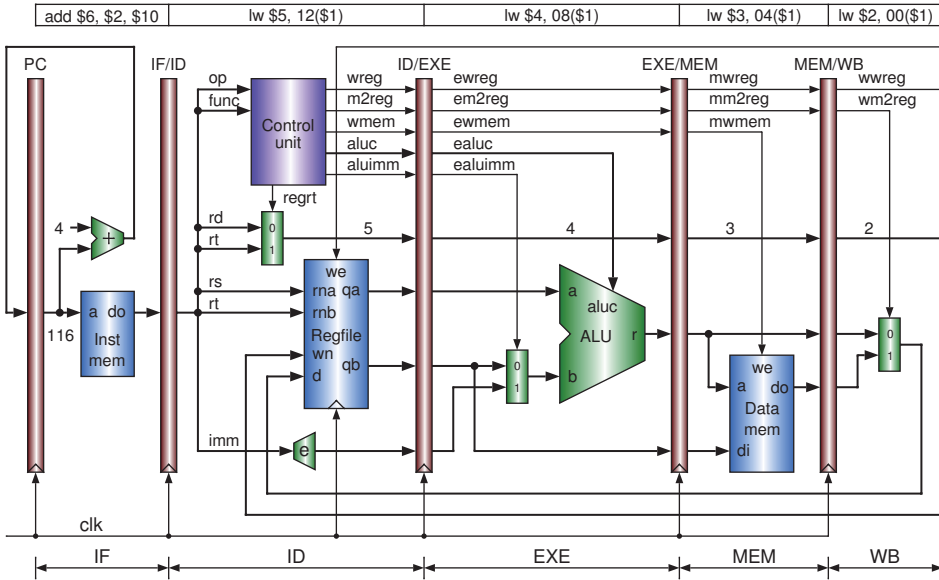 add $6, $2, $10 lw $5, 12($1) lw $4, 08($1) lw $3, 04($1) lw $2, 00($1)
PC IF/ID ID/EXE EXE/MEM MEM/WB
op wreg ewreg mwreg wwreg
func m2reg em2reg mm2reg wm2reg
Control unit
wmem ewmem mwmem
aluc ealuc
aluimm ealuimm
regrt
4 + rd 0 5 4 3 2
rt 1
we
rs rna qa a aluc
rt rnb
116 a do Inst mem
Regfile ALU r 0
wn 1
d qb 0 b
1
we
a do
Data mem
di
imm e
clk
IF ID EXE MEM WB